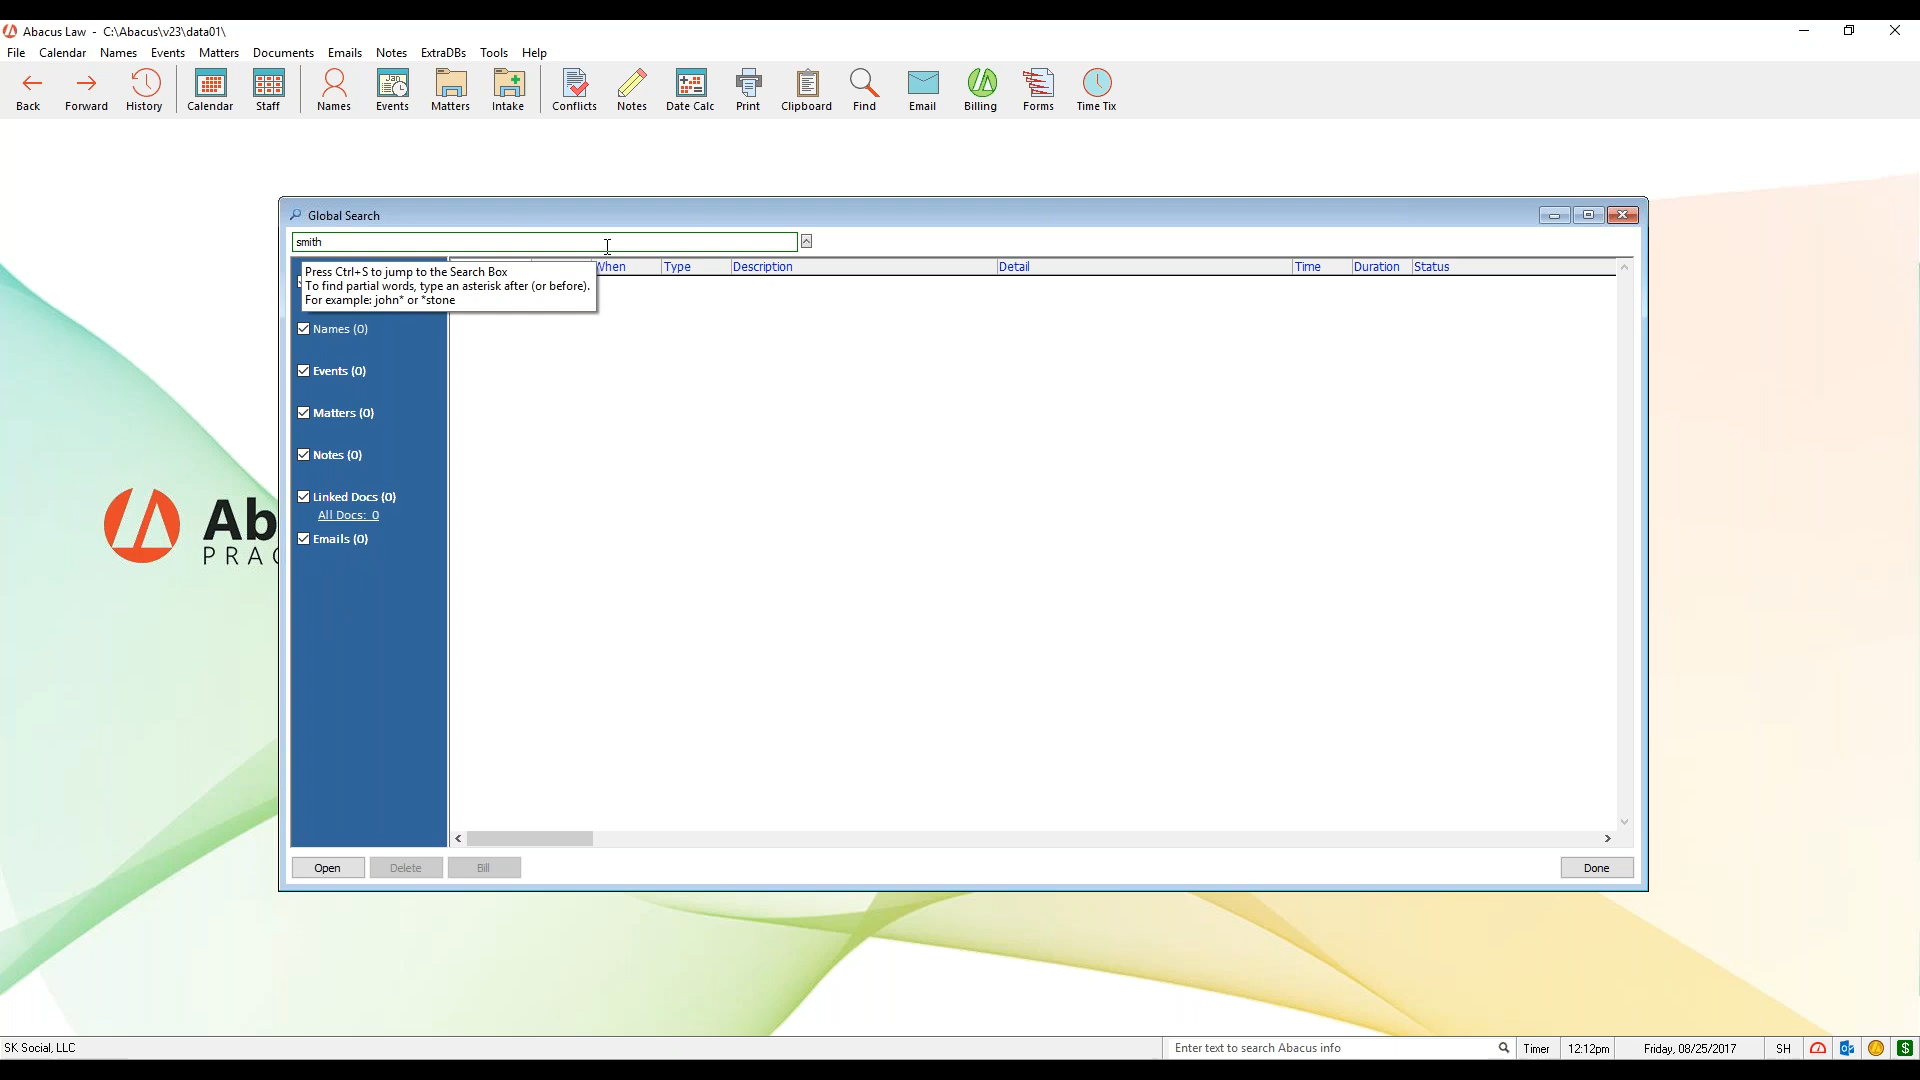 Abacus Law - C:\Abacus\v23\data01\
File Calendar Names Events Matters Documents Emails Notes ExtraDBs Tools Help
Back Forward History Calendar Staff Names Events Matters Intake Conflicts Notes Date Calc Print Clipboard Find Email Billing Forms Time Tix
Jan
Global Search
smith
When Type Description Detail Time Duration Status
Press Ctrl+S to jump to the Search Box
To find partial words, type an asterisk after (or before).
For example: john* or *stone
Names (0)
Events (0)
Matters (0)
Notes (0)
Linked Docs (0)
All Docs: 0
Emails (0)
Ab
PRAC
Open Delete Bill Done
SK Social, LLC Enter text to search Abacus info Timer 12:12pm Friday, 08/25/2017 SH